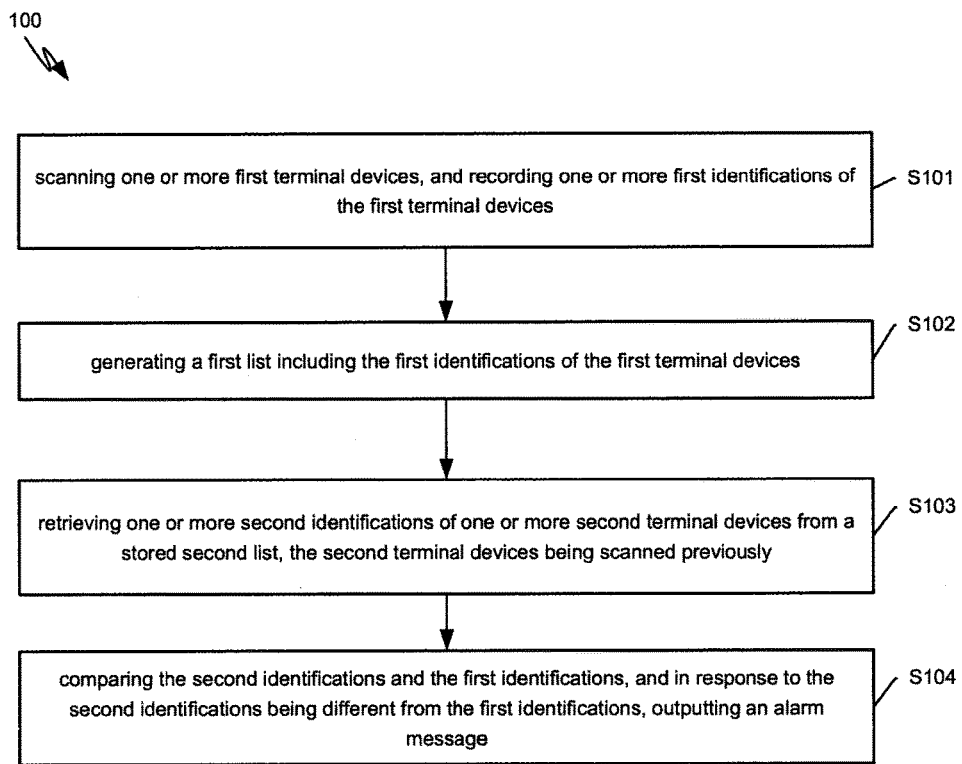 100
scanning one or more first terminal devices, and recording one or more first identifications of
the first terminal devices
S101
generating a first list including the first identifications of the first terminal devices
S102
retrieving one or more second identifications of one or more second terminal devices from a
stored second list, the second terminal devices being scanned previously
S103
comparing the second identifications and the first identifications, and in response to the
second identifications being different from the first identifications, outputting an alarm
message
S104